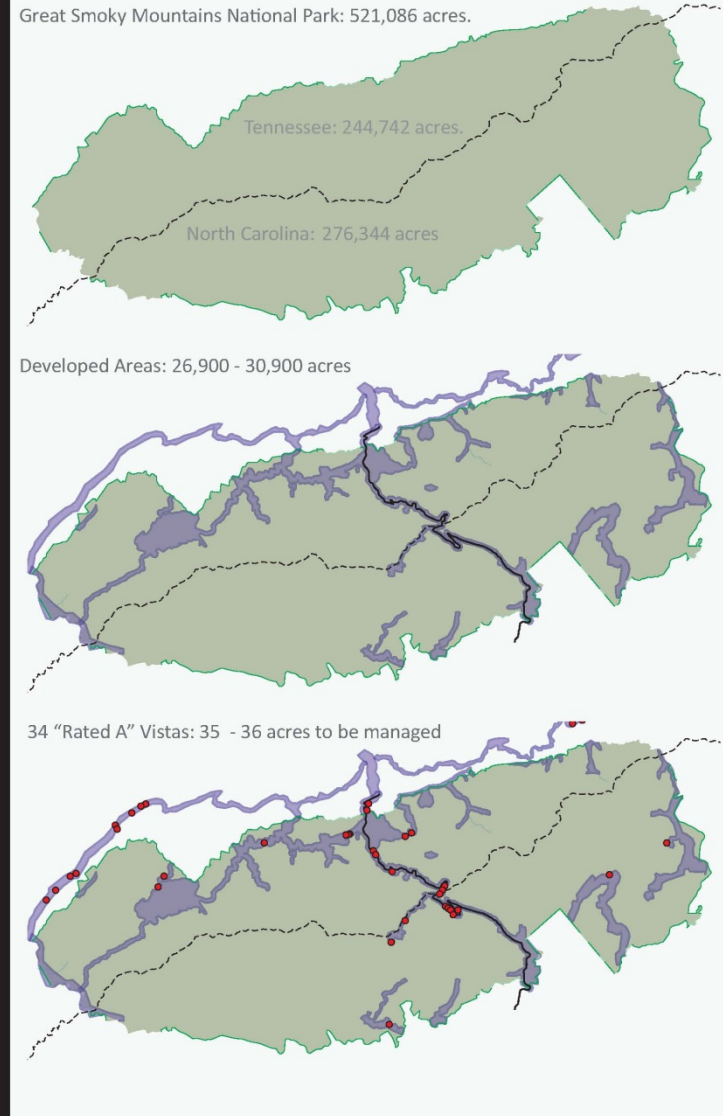 Great Smoky Mountains National Park: 521,086 acres.
Tennessee: 244,742 acres.
North Carolina: 276,344 acres
Developed Areas: 26,900 - 30,900 acres
34 “Rated A” Vistas: 35 - 36 acres to be managed